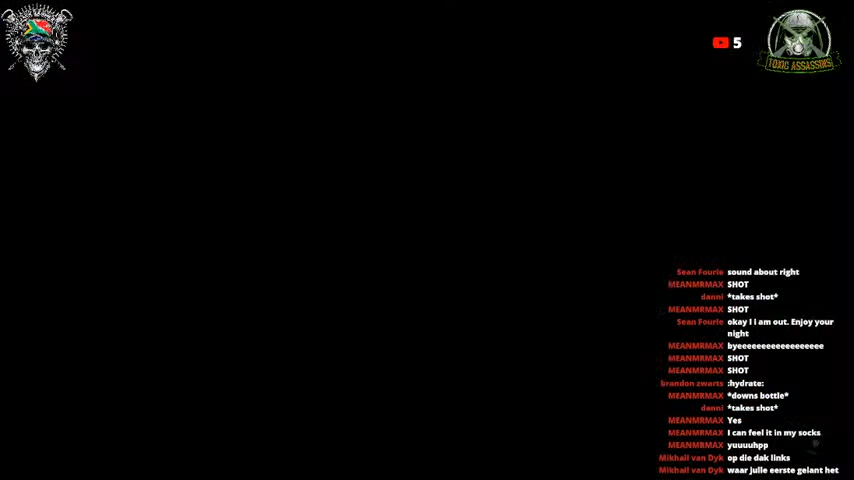 5
TOXIC ASSASSINS
Sean Fourie sound about right
MEANMRMAX SHOT
danni *takes shot*
MEANMRMAX SHOT
Sean Fourie okay I i am out. Enjoy your
night
MEANMRMAX byeeeeeeeeeeeeeeeeee
MEANMRMAX SHOT
MEANMRMAX SHOT
brandon zwarts :hydrate:
MEANMRMAX *downs bottle*
danni *takes shot*
MEANMRMAX Yes
MEANMRMAX I can feel it in my socks
MEANMRMAX yuuuuhpp
Mikhail van Dyk op die dak links
Mikhail van Dyk waar julle eerste gelant het